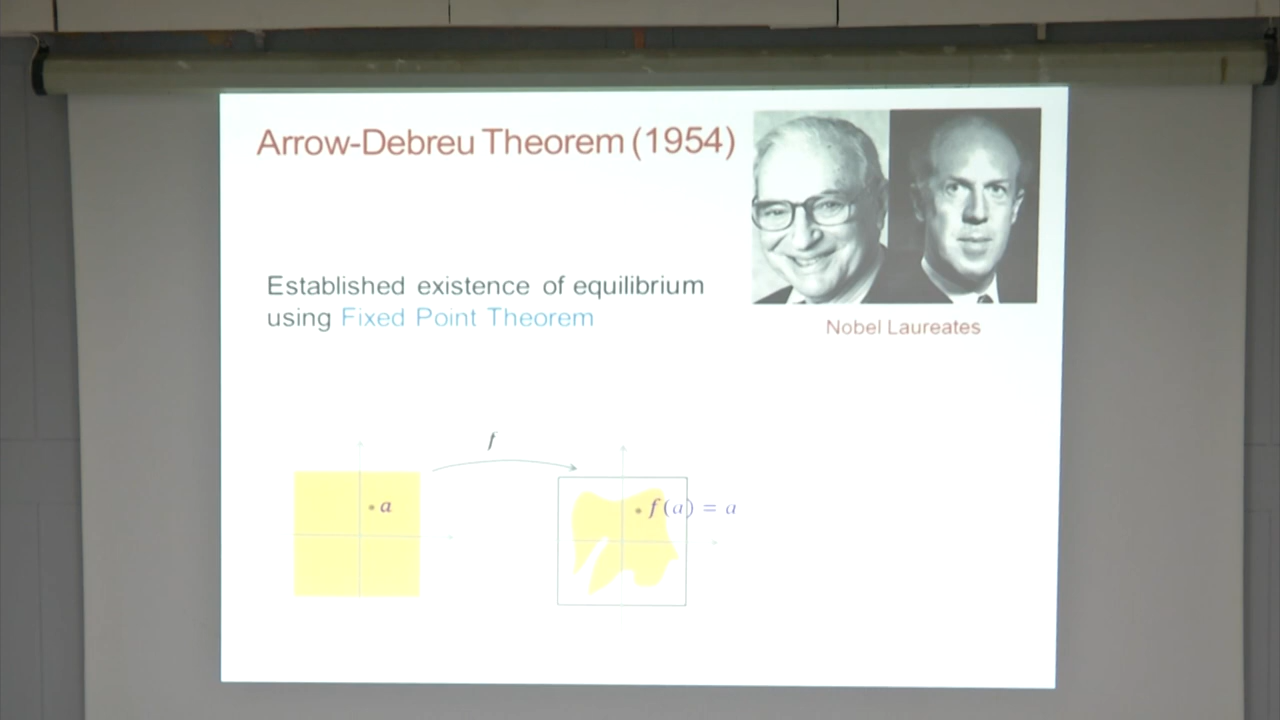 Arrow-Debreu Theorem (1954)
Established existence of equilibrium
using Fixed Point Theorem
Nobel Laureates
f
a
f(a) = a